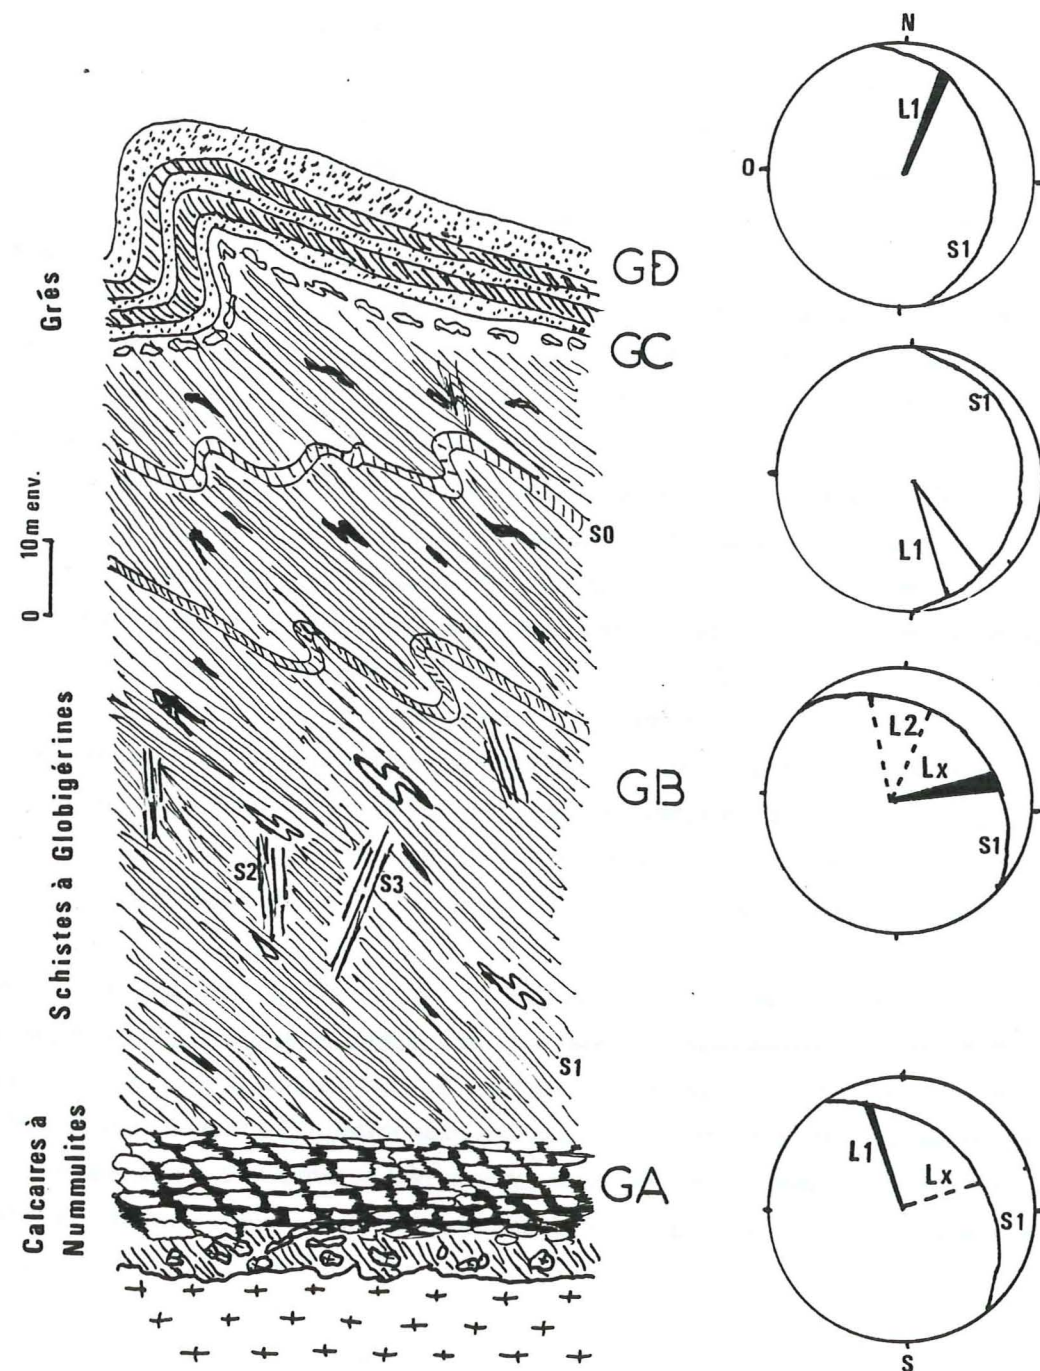 N
L1
O
S1
Grés
GD
GC
S1
L1
10m env.
0
S0
Schistes à Globigérines
GB
L2
Lx
S1
S2
S3
S1
Calcaires à
Nummulites
GA
L1
Lx
S1
S